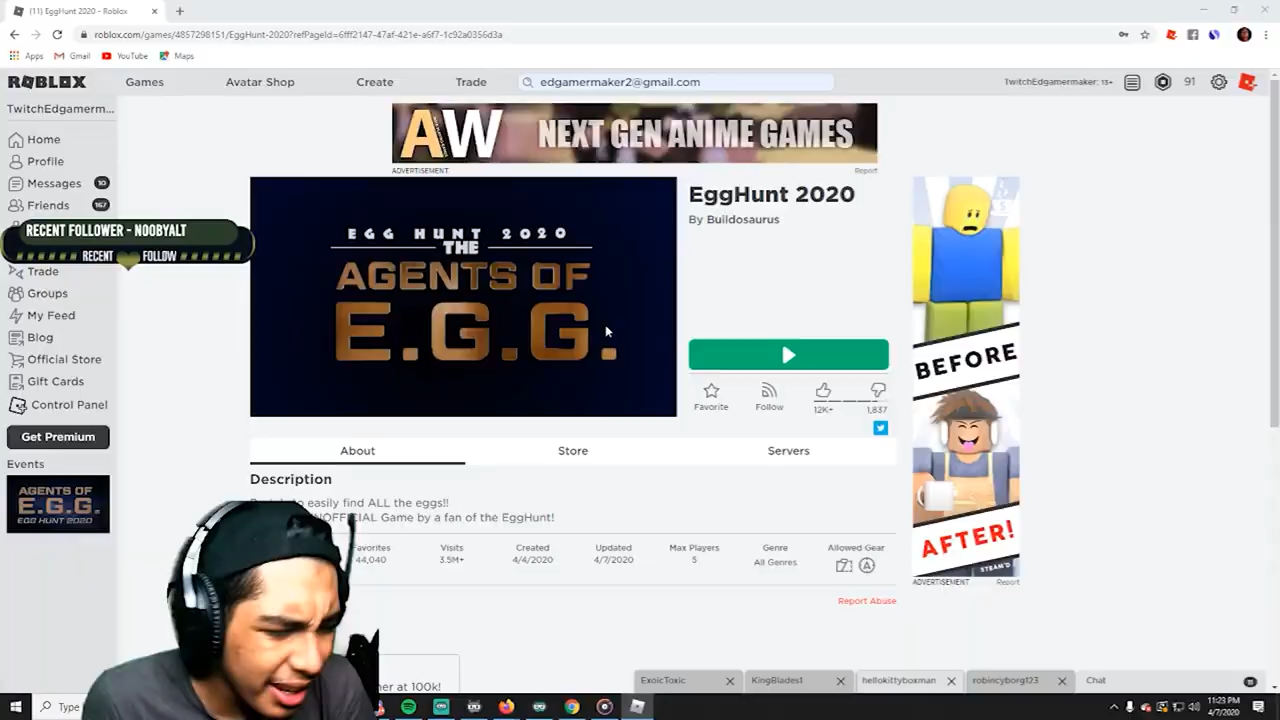 (11) EggHunt 2020 - Roblox
roblox.com/games/4857298151/EggHunt-2020?refPageId=6fff2147-47af-421e-a6f7-1c92a0356d3a
Apps Gmail YouTube Maps
ROBLOX Games Avatar Shop Create Trade edgamermaker2@gmail.com TwitchEdgamermaker: 13+ 91
TwitchEdgamerm...
Home
Profile
Messages 10
Friends 167
RECENT FOLLOWER - NOOBYALT
RECENT FOLLOW
Trade
Groups
My Feed
Blog
Official Store
Gift Cards
Control Panel
Get Premium
Events
AGENTS OF
E.G.G.
EGG HUNT 2020
AW NEXT GEN ANIME GAMES
ADVERTISEMENT Report
EGG HUNT 2020
THE
AGENTS OF
E.G.G.
EggHunt 2020
By Buildosaurus
Favorite Follow 12K+ 1,837
About Store Servers
Description
to easily find ALL the eggs!!
Game by a fan of the EggHunt!
Visits Created Updated Max Players Genre Allowed Gear
44,040 3.5M+ 4/4/2020 4/7/2020 5 All Genres
Report Abuse
at 100k!
BEFORE
AFTER!
STEAM'D
ADVERTISEMENT Report
ExoicToxic KingBlades1 hellokittyboxman robincyborg123 Chat
Type
11:23 PM
4/7/2020